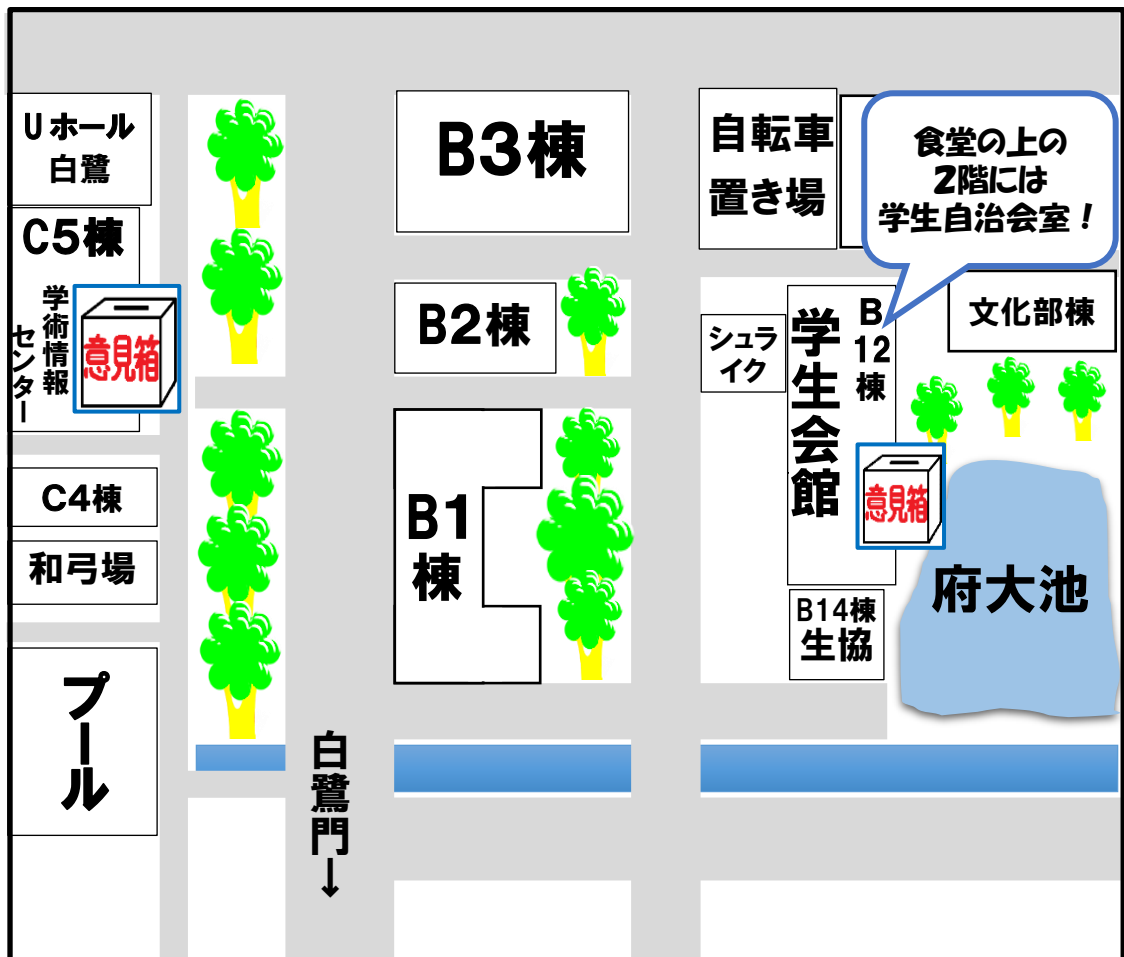 Uホール
白鷺
C5棟
学術情報
センター
意見箱
C4棟
和弓場
プール
白鷺門↓
B3棟
B2棟
B1
棟
自転車
置き場
食堂の上の
2階には
学生自治会室！
シュラ
イク
学生会館
B
12
棟
意見箱
文化部棟
B14棟
生協
府大池